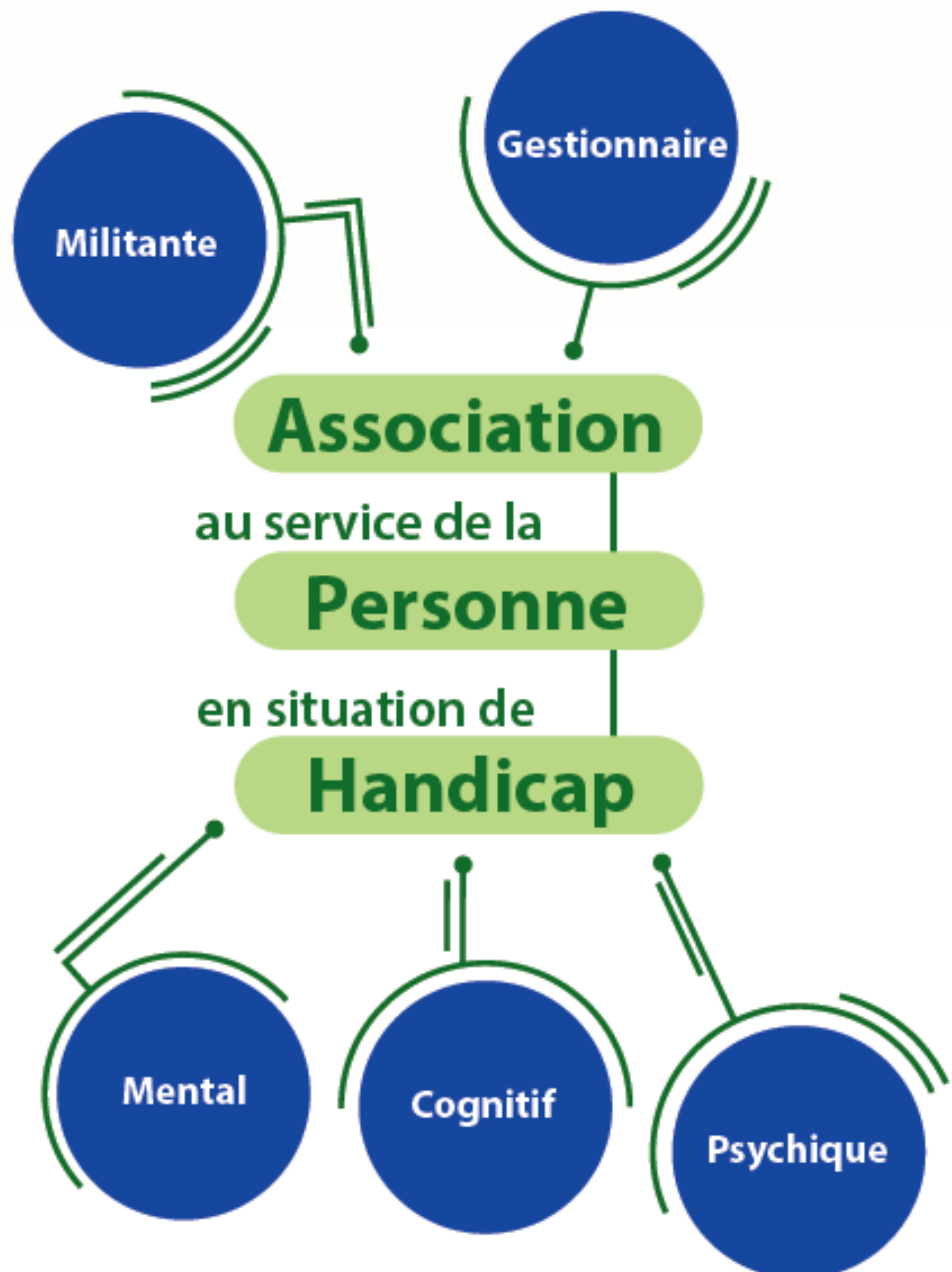 Gestionnaire
Militante
Association
au service de la
Personne
en situation de
Handicap
Mental
Cognitif
Psychique